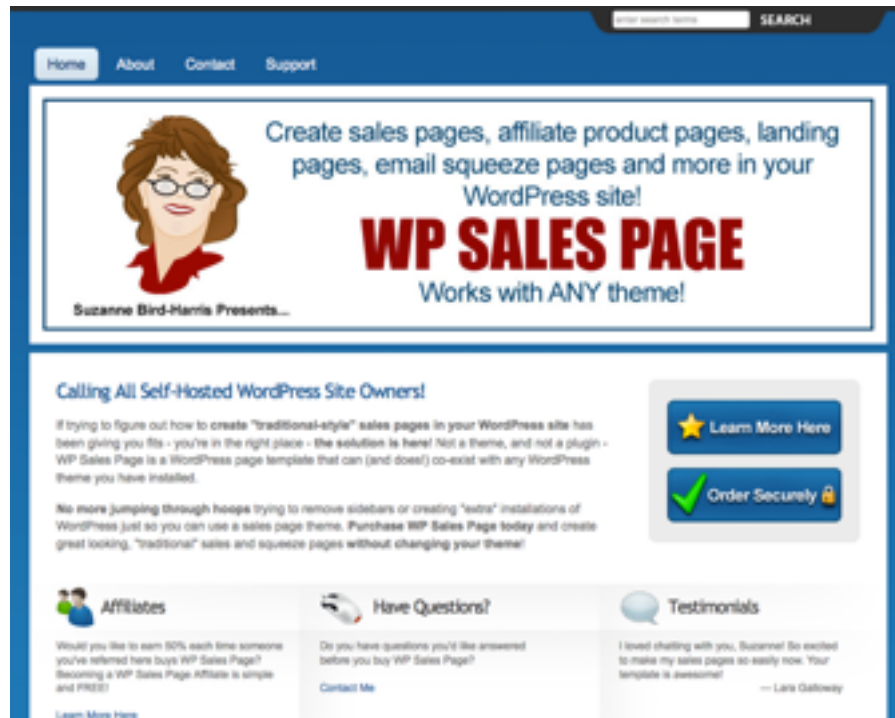 enter search terms SEARCH
Home About Contact Support
Create sales pages, affiliate product pages, landing
pages, email squeeze pages and more in your
WordPress site!
WP SALES PAGE
Works with ANY theme!
Suzanne Bird-Harris Presents...
Calling All Self-Hosted WordPress Site Owners!
If trying to figure out how to create "traditional-style" sales pages in your WordPress site has
been giving you fits - you're in the right place - the solution is here! Not a theme, and not a plugin -
WP Sales Page is a WordPress page template that can (and does!) co-exist with any WordPress
theme you have installed.
No more jumping through hoops trying to remove sidebars or creating "extra" installations of
WordPress just so you can use a sales page theme. Purchase WP Sales Page today and create
great looking, "traditional" sales and squeeze pages without changing your theme!
Learn More Here
Order Securely
Affiliates
Would you like to earn 50% each time someone
you've referred here buys WP Sales Page?
Becoming a WP Sales Page Affiliate is simple
and FREE!
Learn More Here
Have Questions?
Do you have questions you'd like answered
before you buy WP Sales Page?
Contact Me
Testimonials
I loved chatting with you, Suzanne! So excited
to make my sales pages so easily now. Your
template is awesome!
— Lara Galloway